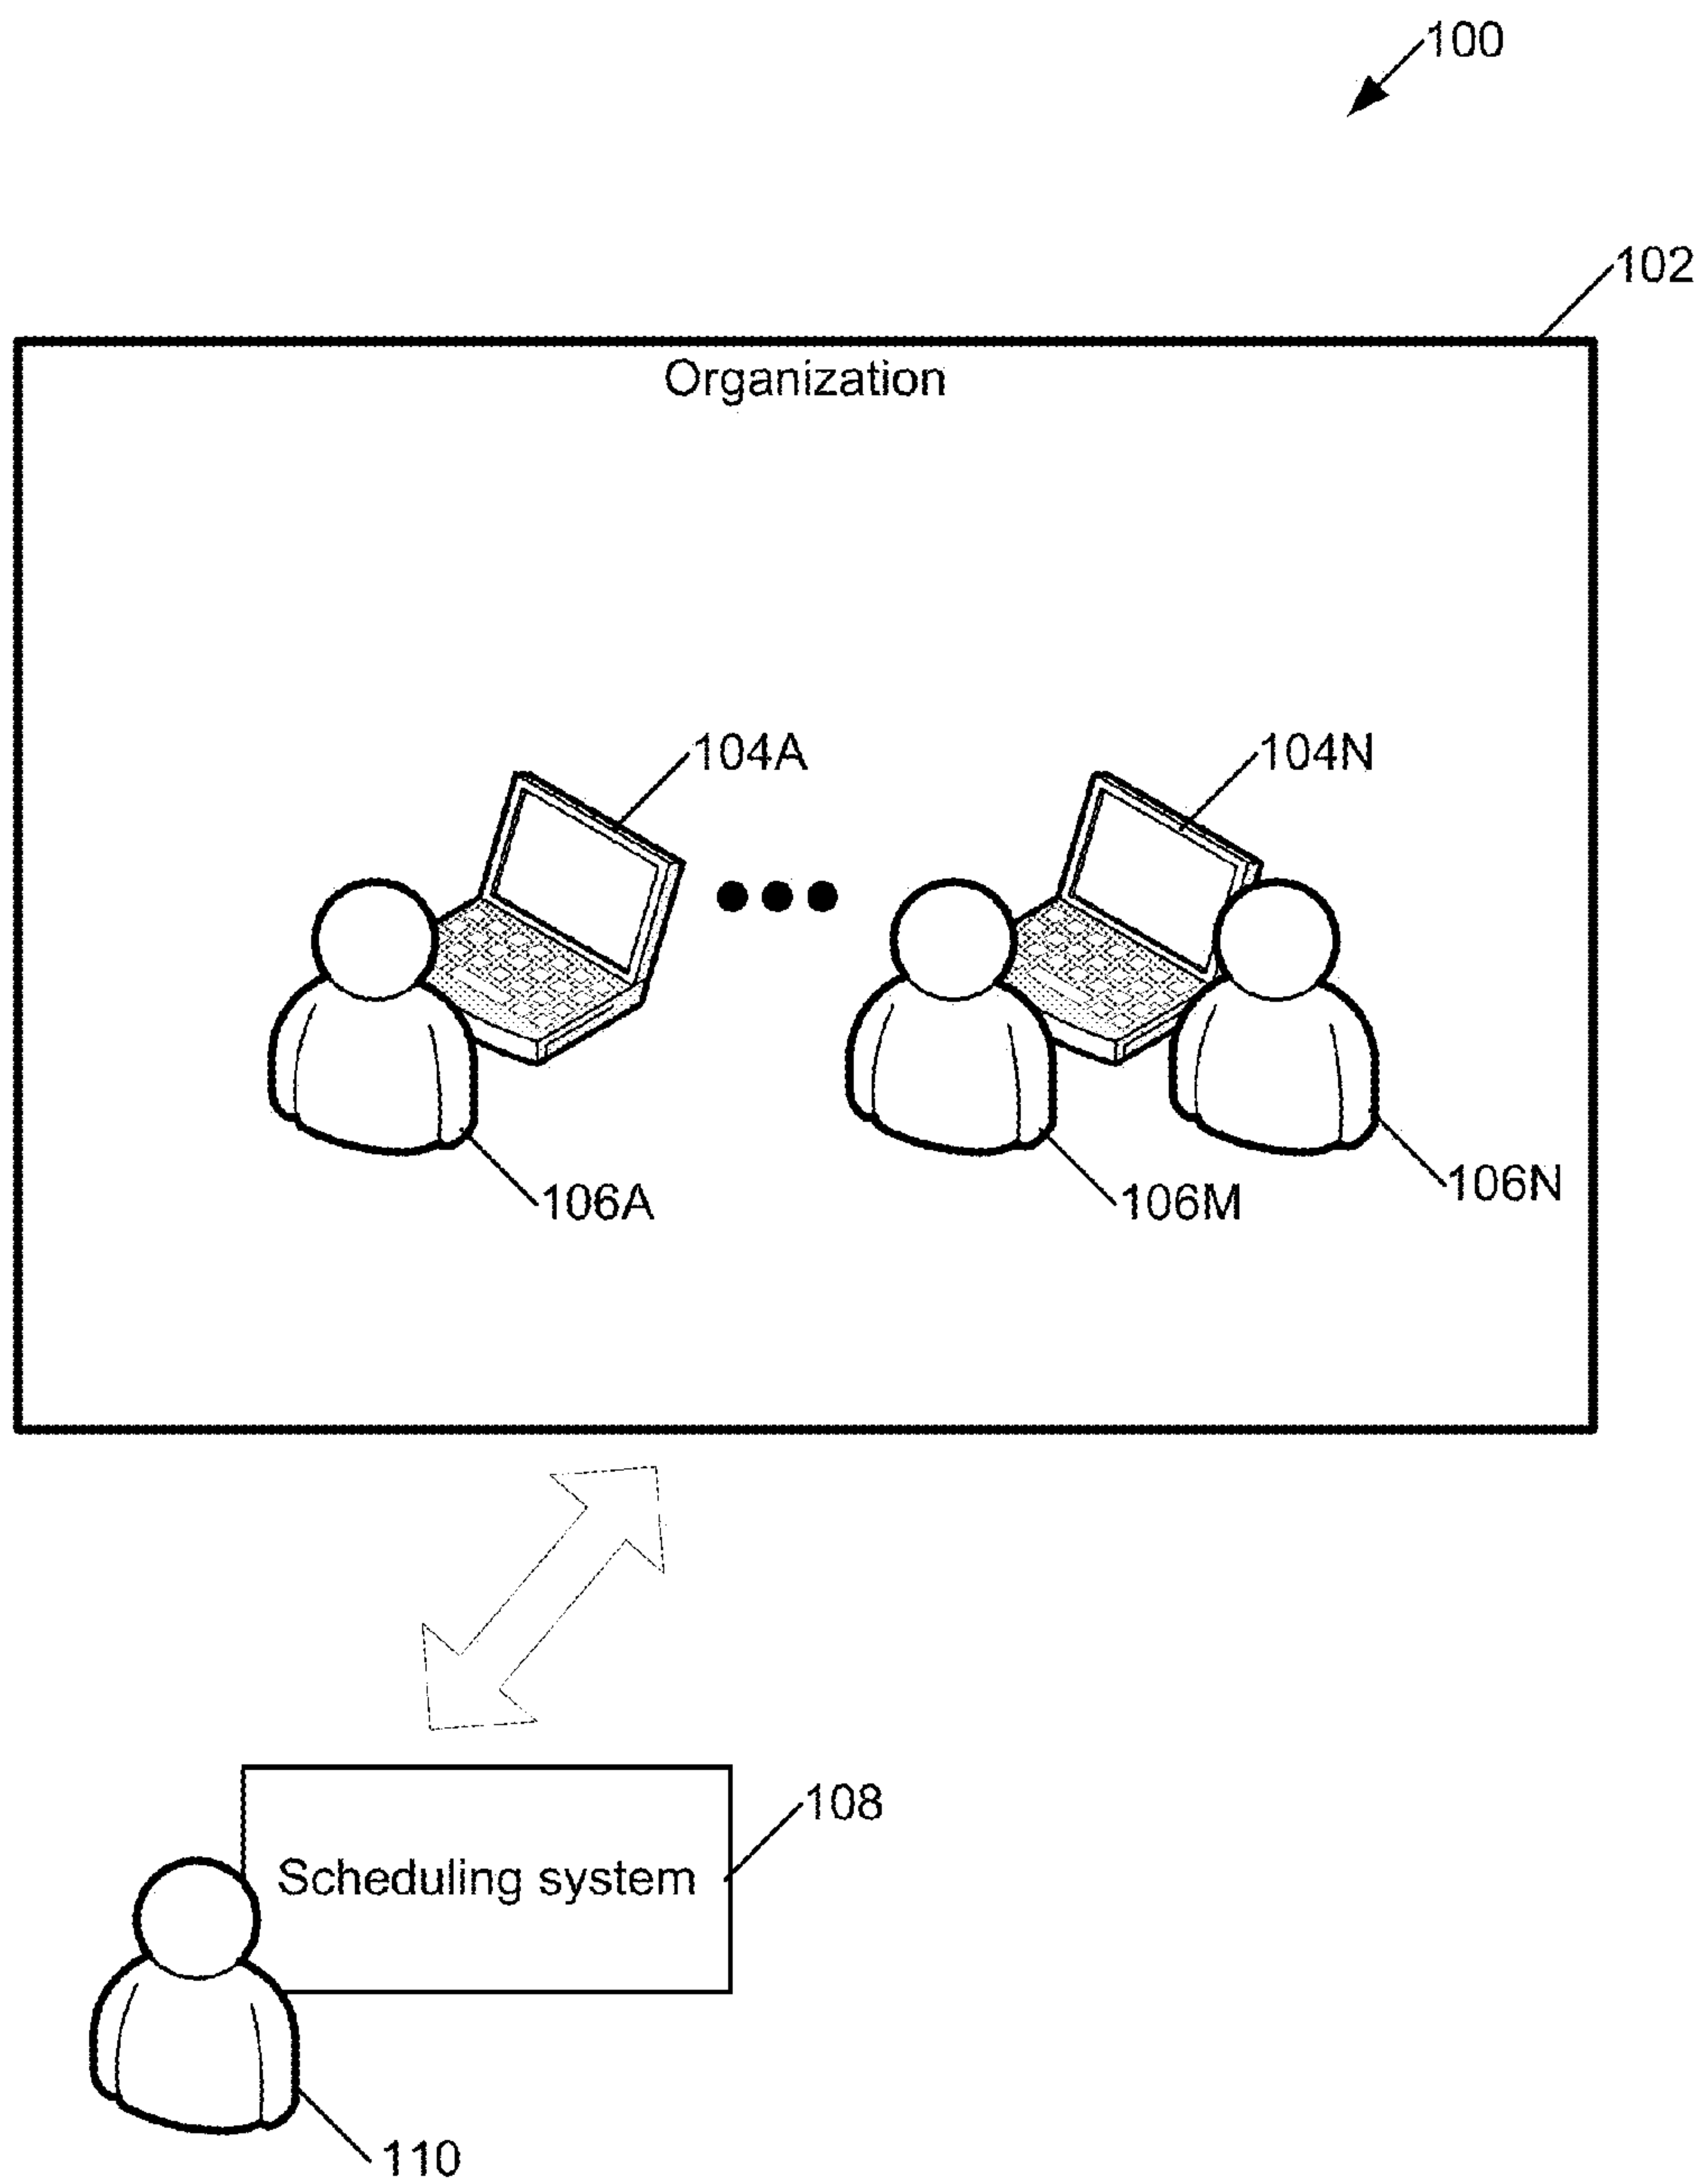 100
102
Organization
104A
104N
106A
106M
106N
108
Scheduling system
110